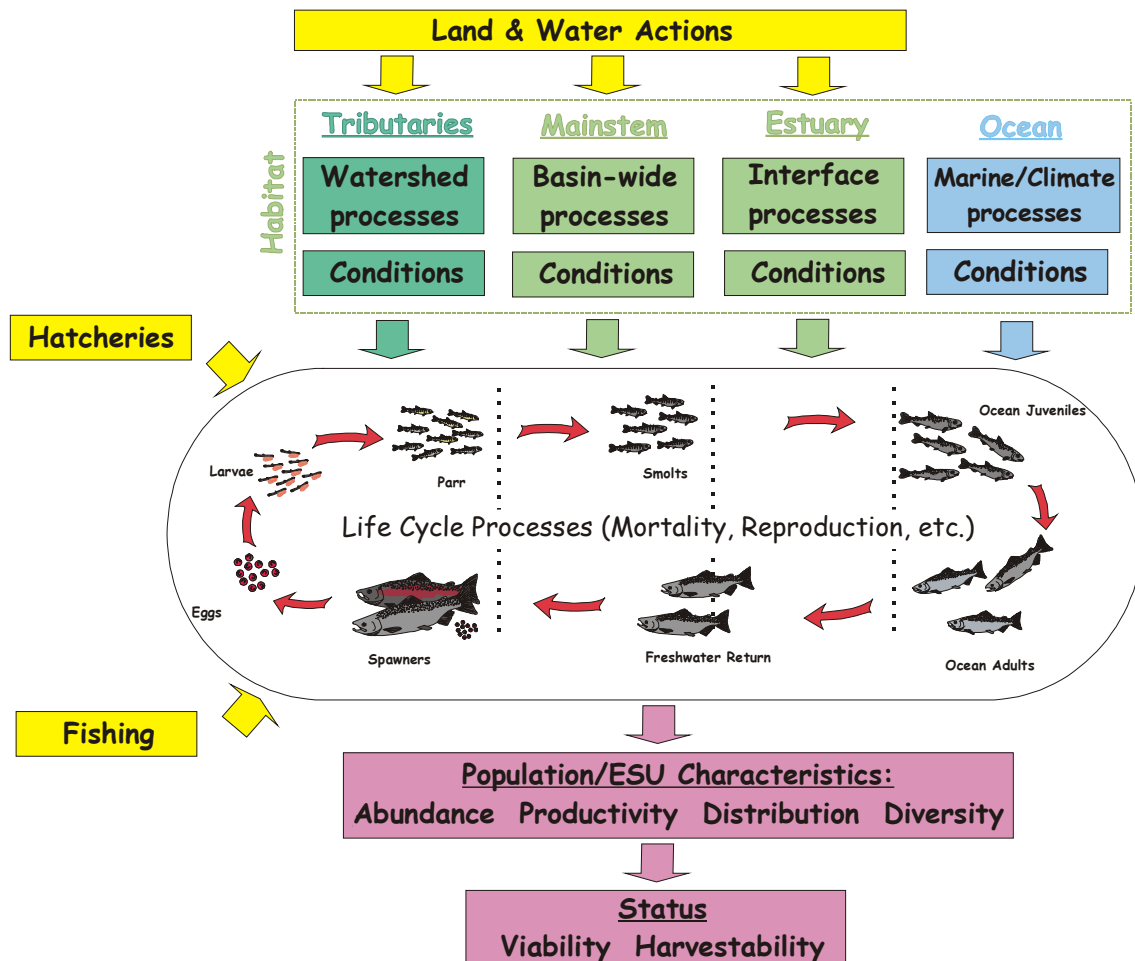 Land & Water Actions
Habitat
Tributaries
Mainstem
Estuary
Ocean
Watershed
processes
Basin-wide
processes
Interface
processes
Marine/Climate
processes
Conditions
Conditions
Conditions
Conditions
Hatcheries
Larvae
Parr
Smolts
Ocean Juveniles
Life Cycle Processes (Mortality, Reproduction, etc.)
Eggs
Spawners
Freshwater Return
Ocean Adults
Fishing
Population/ESU Characteristics:
Abundance Productivity Distribution Diversity
Status
Viability Harvestability